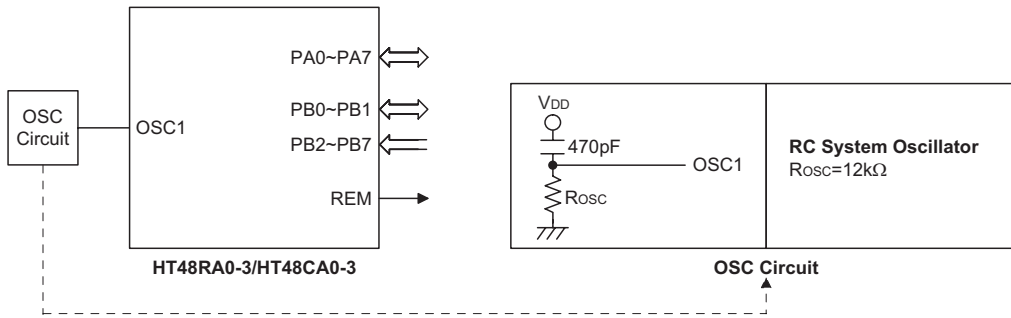 OSC
Circuit
OSC1
PA0~PA7
PB0~PB1
PB2~PB7
REM
HT48RA0-3/HT48CA0-3
VDD
470pF
OSC1
ROSC
RC System Oscillator
ROSC=12kΩ
OSC Circuit